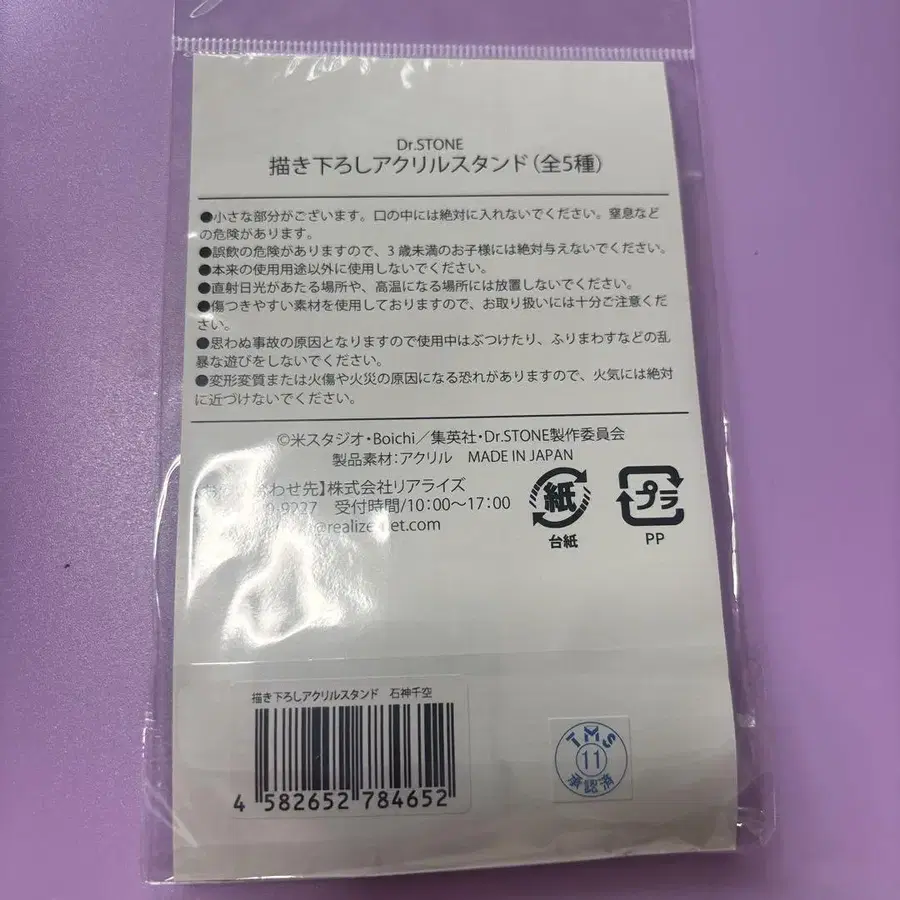 Dr.STONE
描き下ろしアクリルスタンド(全5種)
●小さな部分がございます。口の中には絶対に入れないでください。窒息など
の危険があります。
●誤飲の危険がありますので、3歳未満のお子様には絶対与えないでください。
●本来の使用用途以外に使用しないでください。
●直射日光があたる場所や、高温になる場所には放置しないでください。
●傷つきやすい素材を使用しておりますので、お取り扱いには十分ご注意くだ
さい。
●思わぬ事故の原因となりますので使用中はぶつけたり、ふりまわすなどの乱
暴な遊びをしないでください。
●変形変質または火傷や火災の原因になる恐れがありますので、火気には絶対
に近づけないでください。
©米スタジオ・Boichi/集英社・Dr.STONE製作委員会
製品素材:アクリル MADE IN JAPAN
わせ先】株式会社リアライズ
9227 受付時間/10:00〜17:00
紙
台紙
プラ
PP
描き下ろしアクリルスタンド 石神千空
4 582652 784652
TMS
11
承認済